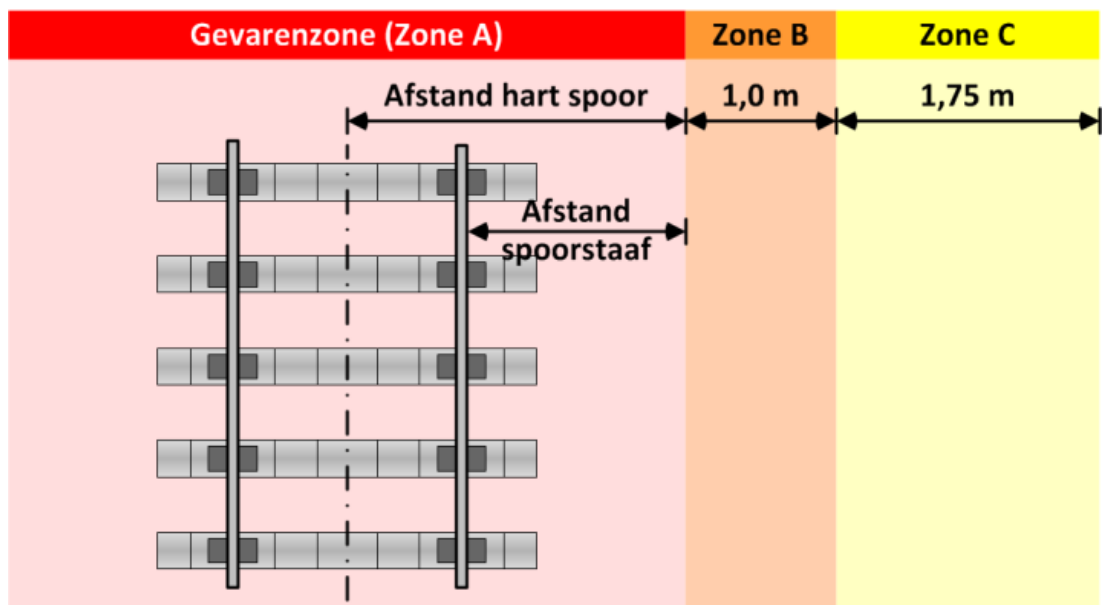 Gevarenzone (Zone A)
Zone B
Zone C
Afstand hart spoor
1,0 m
1,75 m
Afstand
spoorstaaf